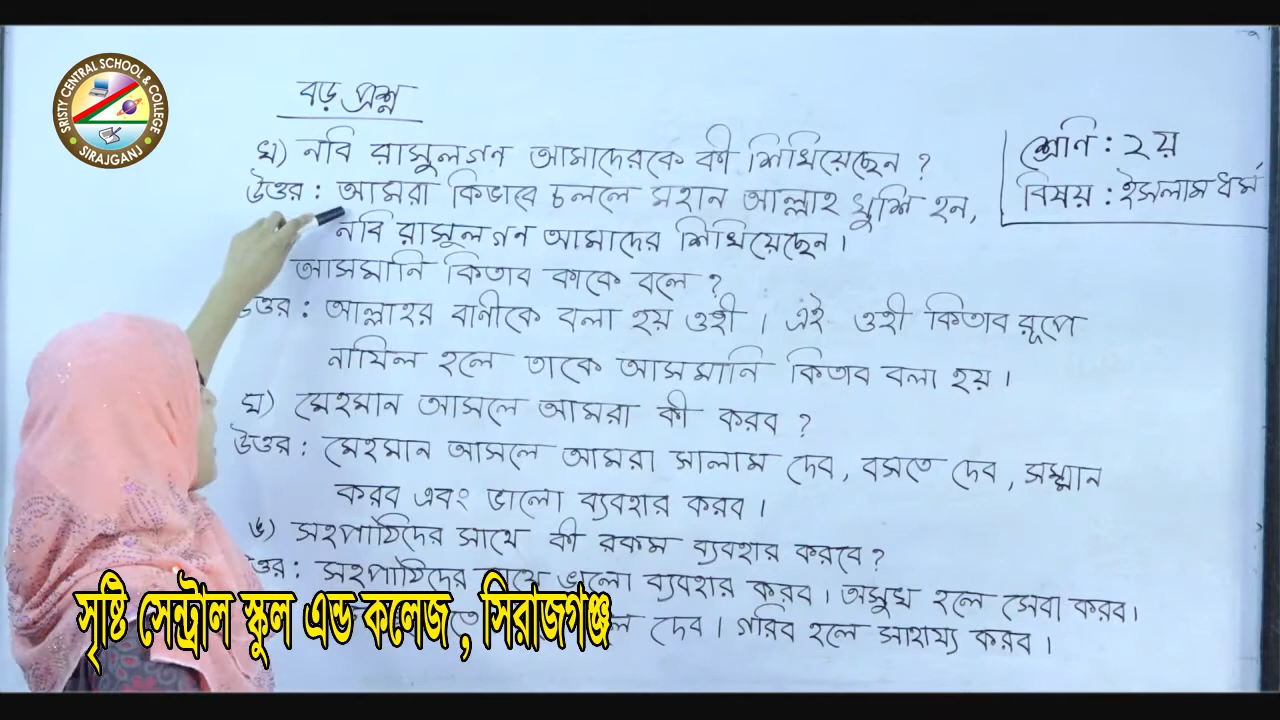 SRISTY CENTRAL SCHOOL & COLLEGE
SIRAJGANJ
বড় প্রশ্ন
শ্রেণি : ২য়
বিষয় : ইসলাম ধর্ম
খ) নবি রাসুলগন আমাদেরকে কী শিখিয়েছেন ?
উত্তর : আমরা কিভাবে চললে মহান আল্লাহ খুশি হন,
নবি রাসুলগন আমাদের শিখিয়েছেন।
আসমানি কিতাব কাকে বলে ?
উত্তর : আল্লাহর বানীকে বলা হয় ওহী । এই ওহী কিতাব রূপে
নাযিল হলে তাকে আসমানি কিতাব বলা হয় ।
ঘ) মেহমান আসলে আমরা কী করব ?
উত্তর : মেহমান আসলে আমরা সালাম দেব, বসতে দেব, সম্মান
করব এবং ভালো ব্যবহার করব ।
ঙ) সহপাঠিদের সাথে কী রকম ব্যবহার করবে ?
উত্তর : সহপাঠিদের সাথে ভালো ব্যবহার করব । অসুখ হলে সেবা করব।
দেব । গরিব হলে সাহায্য করব ।
সৃষ্টি সেন্ট্রাল স্কুল এন্ড কলেজ , সিরাজগঞ্জ